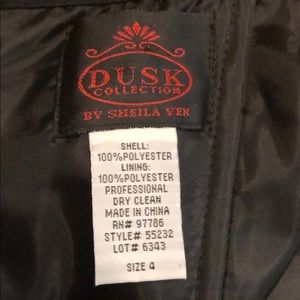 DUSK
COLLECTION
BY SHEILA YEN
SHELL:
100%POLYESTER
LINING:
100%POLYESTER
PROFESSIONAL
DRY CLEAN
MADE IN CHINA
RN# 97786
STYLE# 55232
LOT# 6343
SIZE 4